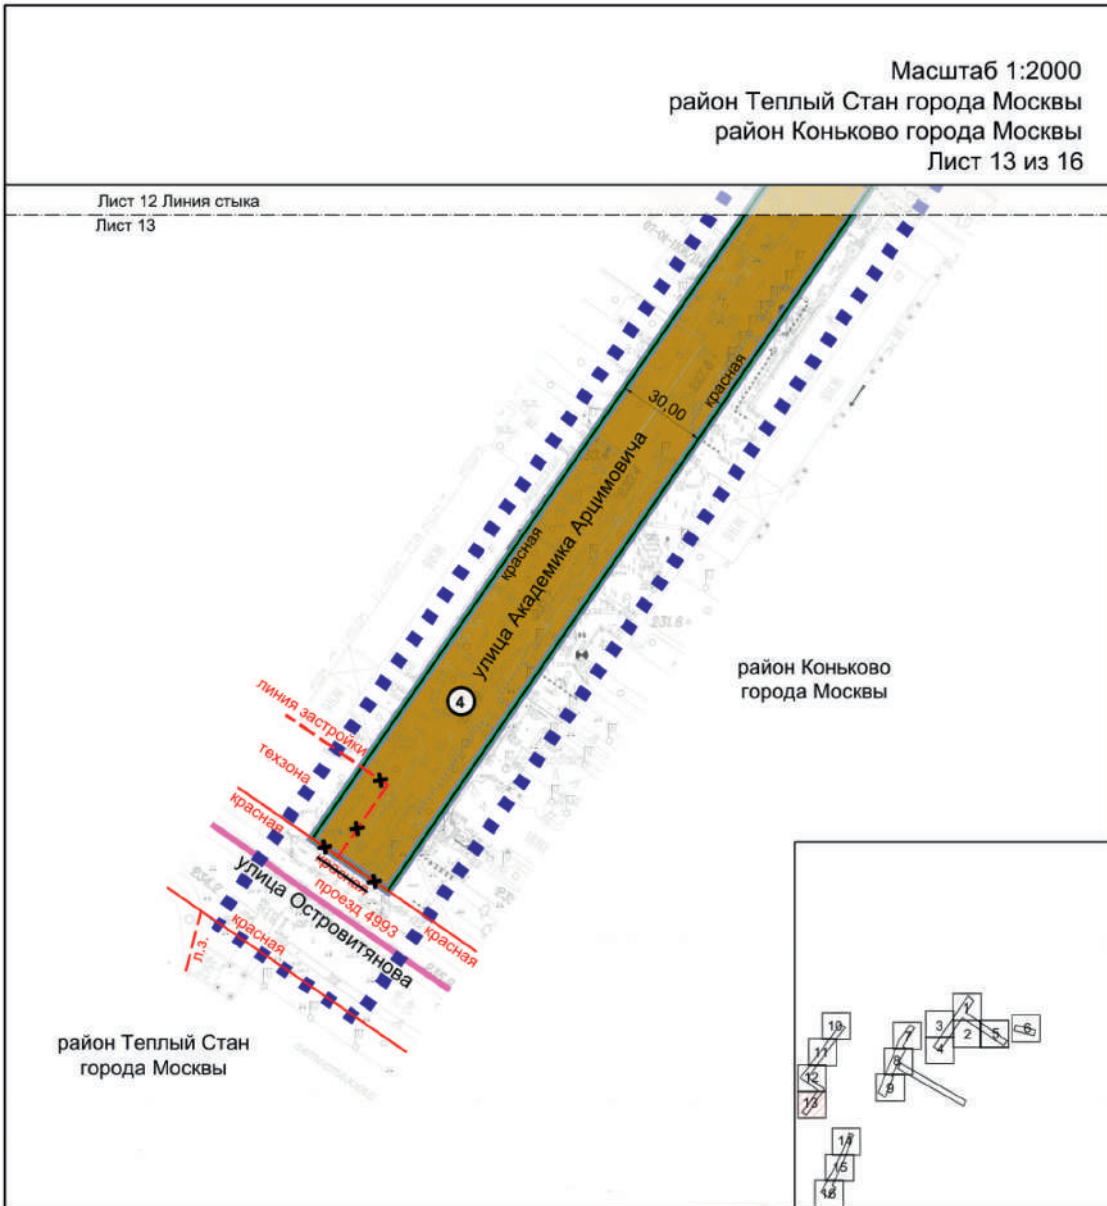 Масштаб 1:2000
район Теплый Стан города Москвы
район Коньково города Москвы
Лист 13 из 16
Лист 12 Линия стыка
Лист 13
красная
30,00
красная
улица Академика Арцимовича
4
район Коньково
города Москвы
линия застройки
техзона
красная
красная
проезд 4993
улица Островитянова
красная
красная
л.з.
район Теплый Стан
города Москвы
1
2
3
4
5
6
7
8
9
10
11
12
13
14
15
16